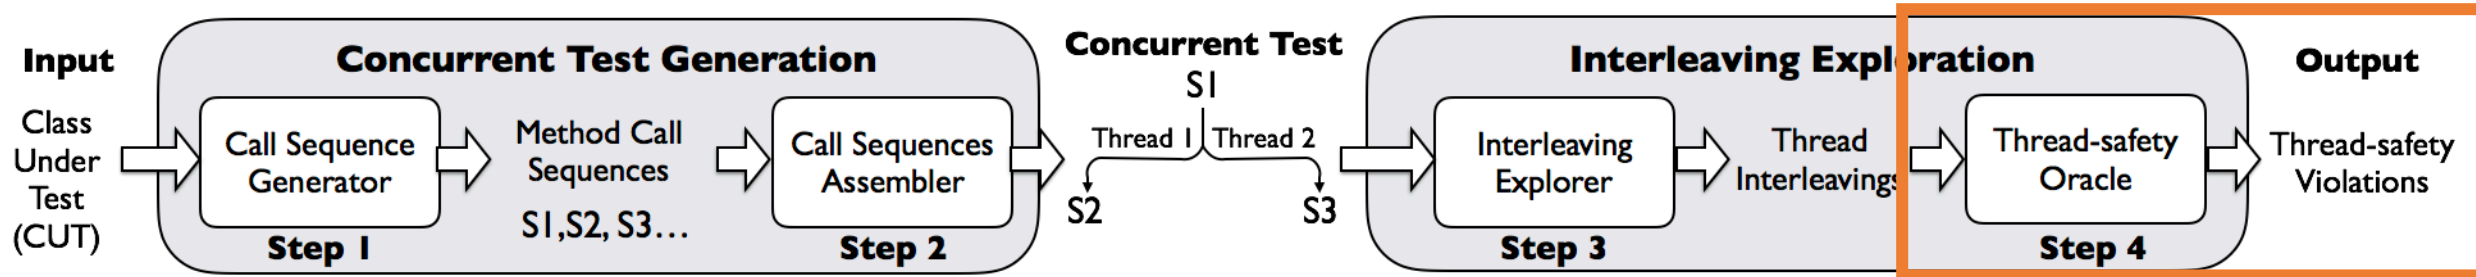 Input
Class
Under
Test
(CUT)
Concurrent Test Generation
Call Sequence
Generator
Step 1
Method Call
Sequences
S1,S2, S3...
Call Sequences
Assembler
Step 2
Concurrent Test
S1
Thread 1
Thread 2
S2
S3
Interleaving Exploration
Interleaving
Explorer
Step 3
Thread
Interleavings
Thread-safety
Oracle
Step 4
Output
Thread-safety
Violations